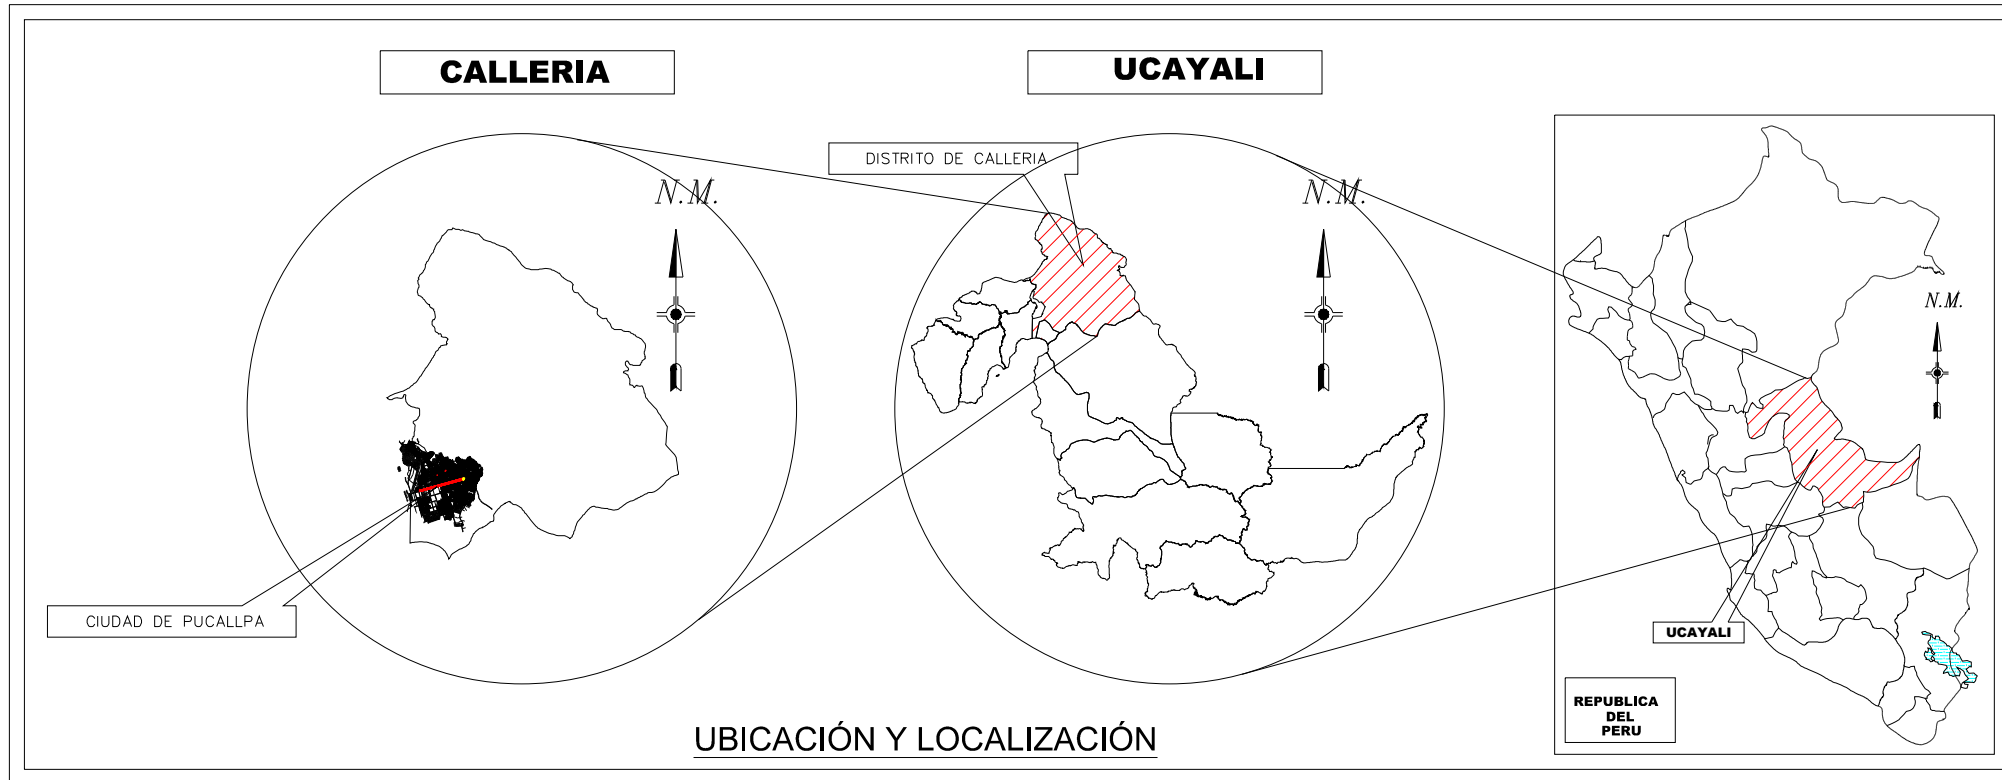 CALLERIA
UCAYALI
DISTRITO DE CALLERIA
N.M.
N.M.
N.M.
CIUDAD DE PUCALLPA
UCAYALI
REPUBLICA
DEL
PERU
UBICACIÓN Y LOCALIZACIÓN